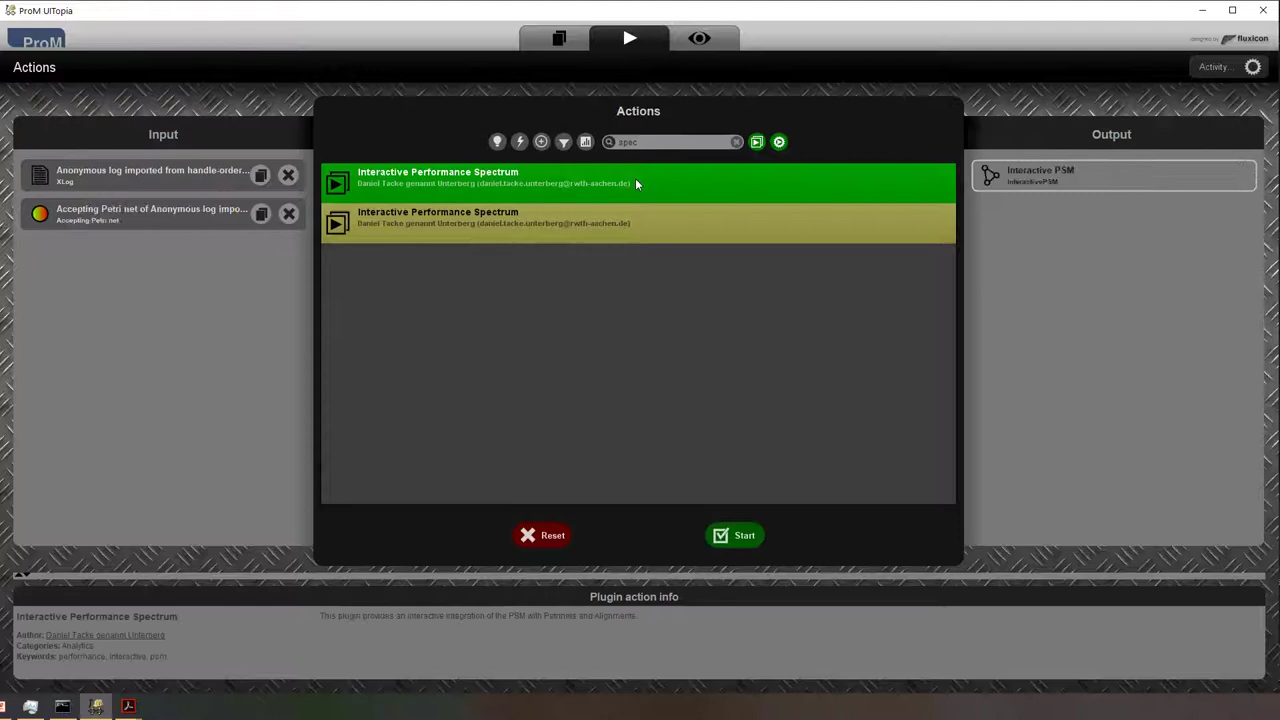 ProM UITopia
ProM
designed by fluxicon
Actions
Activity...
Input
Actions
Output
spec
Anonymous log imported from handle-order...
XLog
Accepting Petri net of Anonymous log impo...
Accepting Petri net
Interactive Performance Spectrum
Daniel Tacke genannt Unterberg (daniel.tacke.unterberg@rwth-aachen.de)
Interactive Performance Spectrum
Daniel Tacke genannt Unterberg (daniel.tacke.unterberg@rwth-aachen.de)
Interactive PSM
InteractivePSM
Reset
Start
Plugin action info
Interactive Performance Spectrum
This plugin provides an interactive integration of the PSM with Petrinets and Alignments.
Author: Daniel Tacke genannt Unterberg
Categories: Analytics
Keywords: performance, interactive, psm